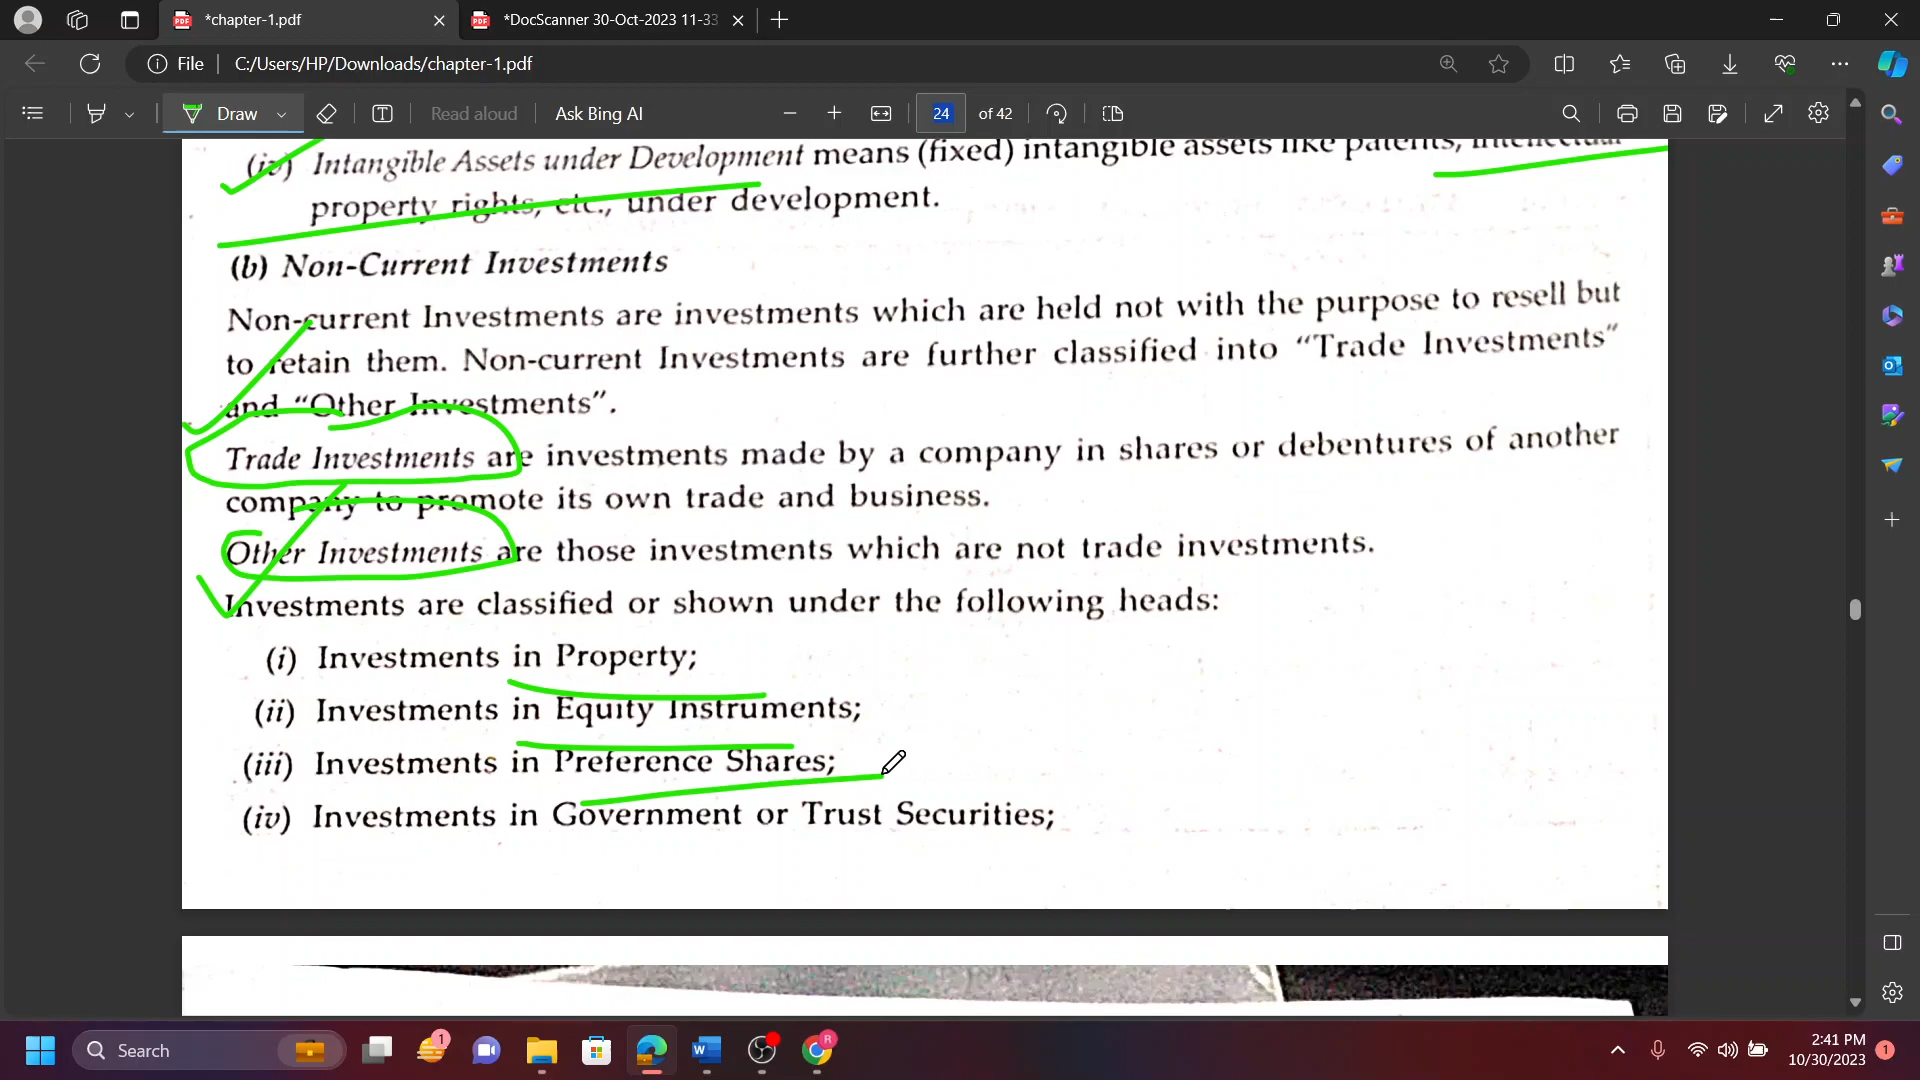 *chapter-1.pdf
*DocScanner 30-Oct-2023 11-33
File
C:/Users/HP/Downloads/chapter-1.pdf
Draw
Read aloud
Ask Bing AI
24 of 42
(iv) Intangible Assets under Development means (fixed) intangible assets like patents, intellectual
property rights, etc., under development.
(b) Non-Current Investments
Non-current Investments are investments which are held not with the purpose to resell but
to retain them. Non-current Investments are further classified into “Trade Investments”
and “Other Investments”.
Trade Investments are investments made by a company in shares or debentures of another
company to promote its own trade and business.
Other Investments are those investments which are not trade investments.
Investments are classified or shown under the following heads:
(i) Investments in Property;
(ii) Investments in Equity Instruments;
(iii) Investments in Preference Shares;
(iv) Investments in Government or Trust Securities;
Search
1
R
2:41 PM
10/30/2023
1